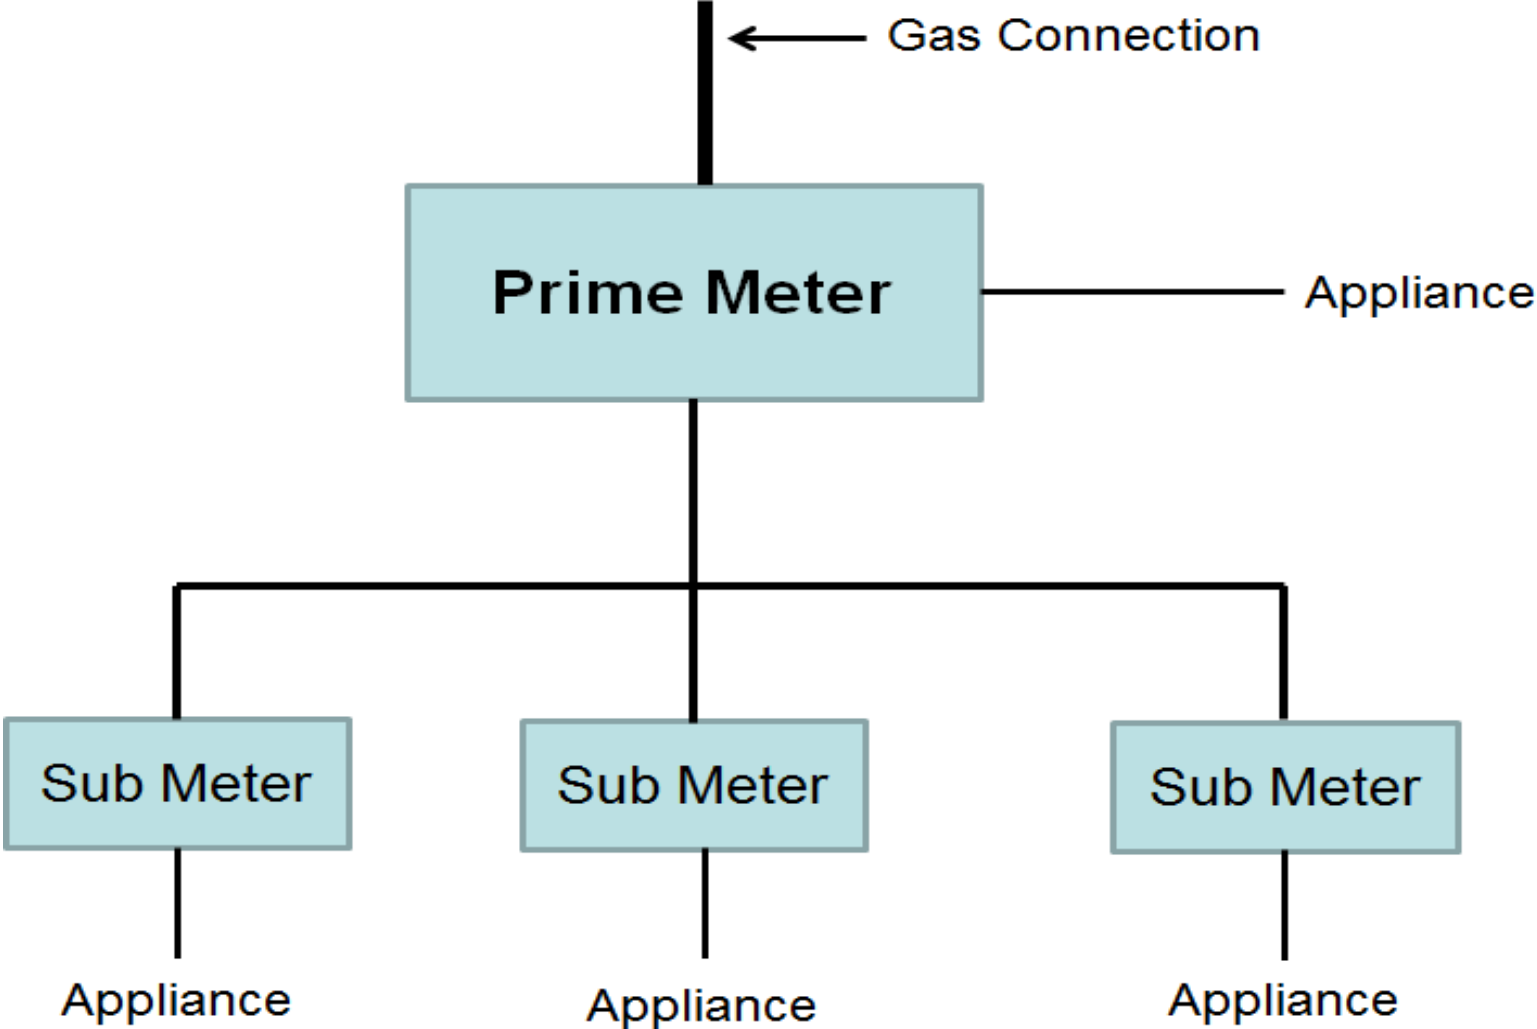 Gas Connection
Prime Meter
Appliance
Sub Meter
Sub Meter
Sub Meter
Appliance
Appliance
Appliance